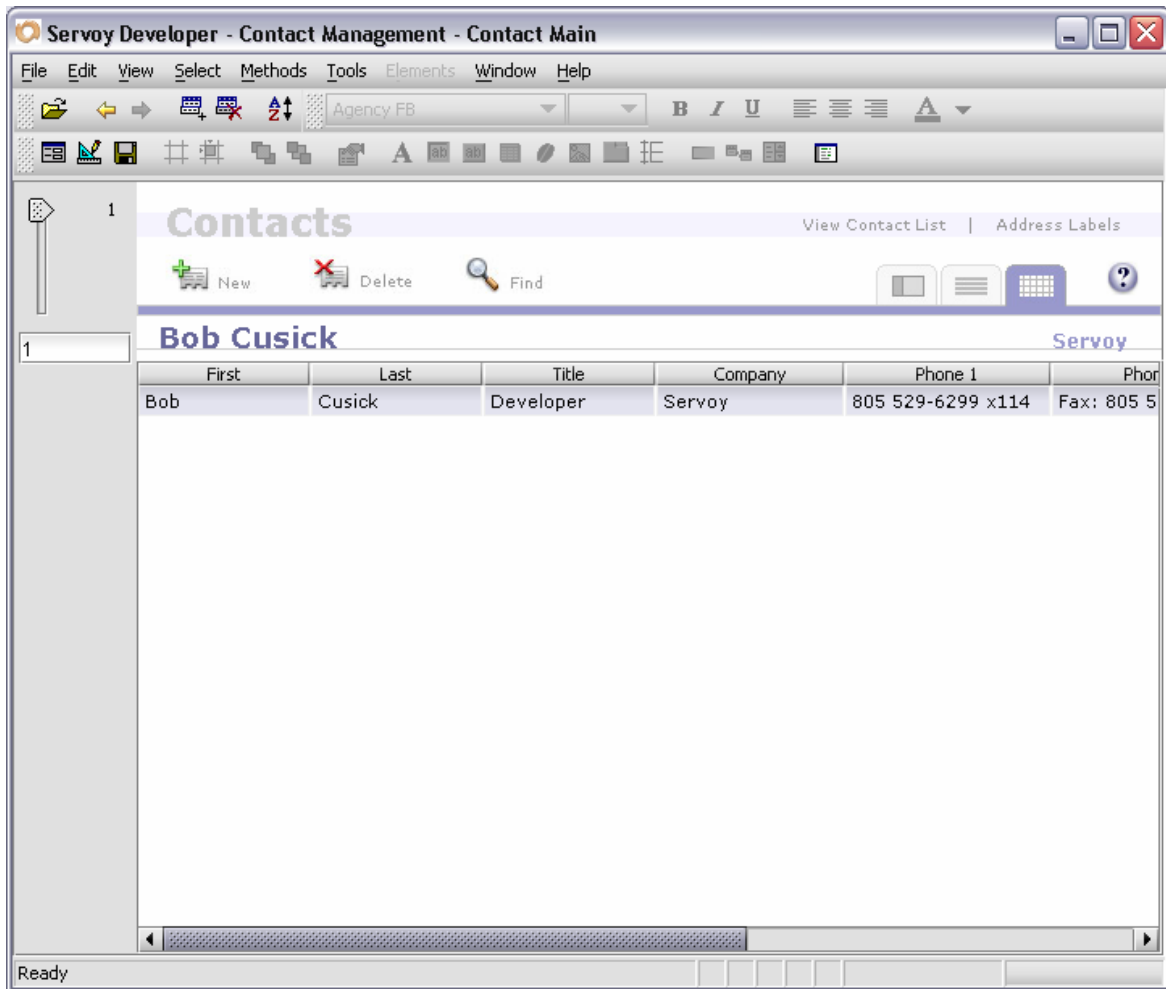 Servoy Developer - Contact Management - Contact Main
File Edit View Select Methods Tools Elements Window Help
Agency FB B I U A
A ab ab
1 Contacts View Contact List | Address Labels
New Delete Find ?
1 Bob Cusick Servoy
First Last Title Company Phone 1 Phor
Bob Cusick Developer Servoy 805 529-6299 x114 Fax: 805 5
Ready